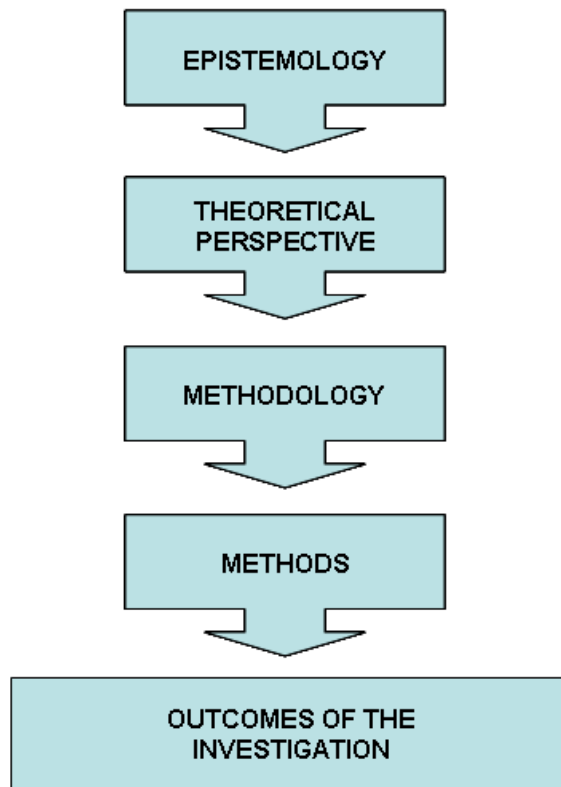 EPISTEMOLOGY
THEORETICAL
PERSPECTIVE
METHODOLOGY
METHODS
OUTCOMES OF THE
INVESTIGATION